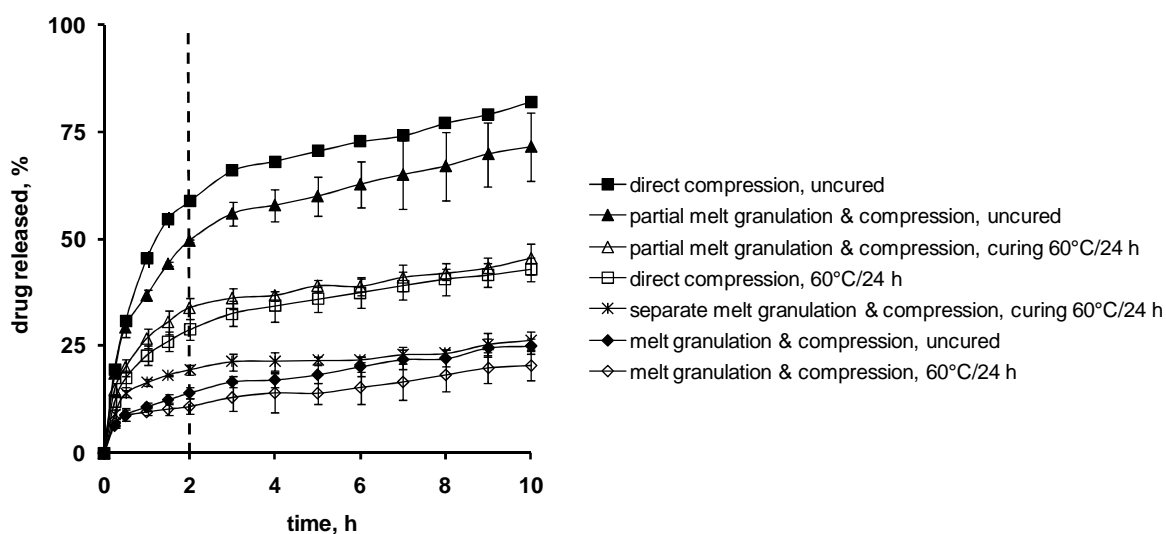 100
75
50
25
0
drug released, %
0 2 4 6 8 10
time, h
direct compression, uncured
partial melt granulation & compression, uncured
partial melt granulation & compression, curing 60°C/24 h
direct compression, 60°C/24 h
separate melt granulation & compression, curing 60°C/24 h
melt granulation & compression, uncured
melt granulation & compression, 60°C/24 h